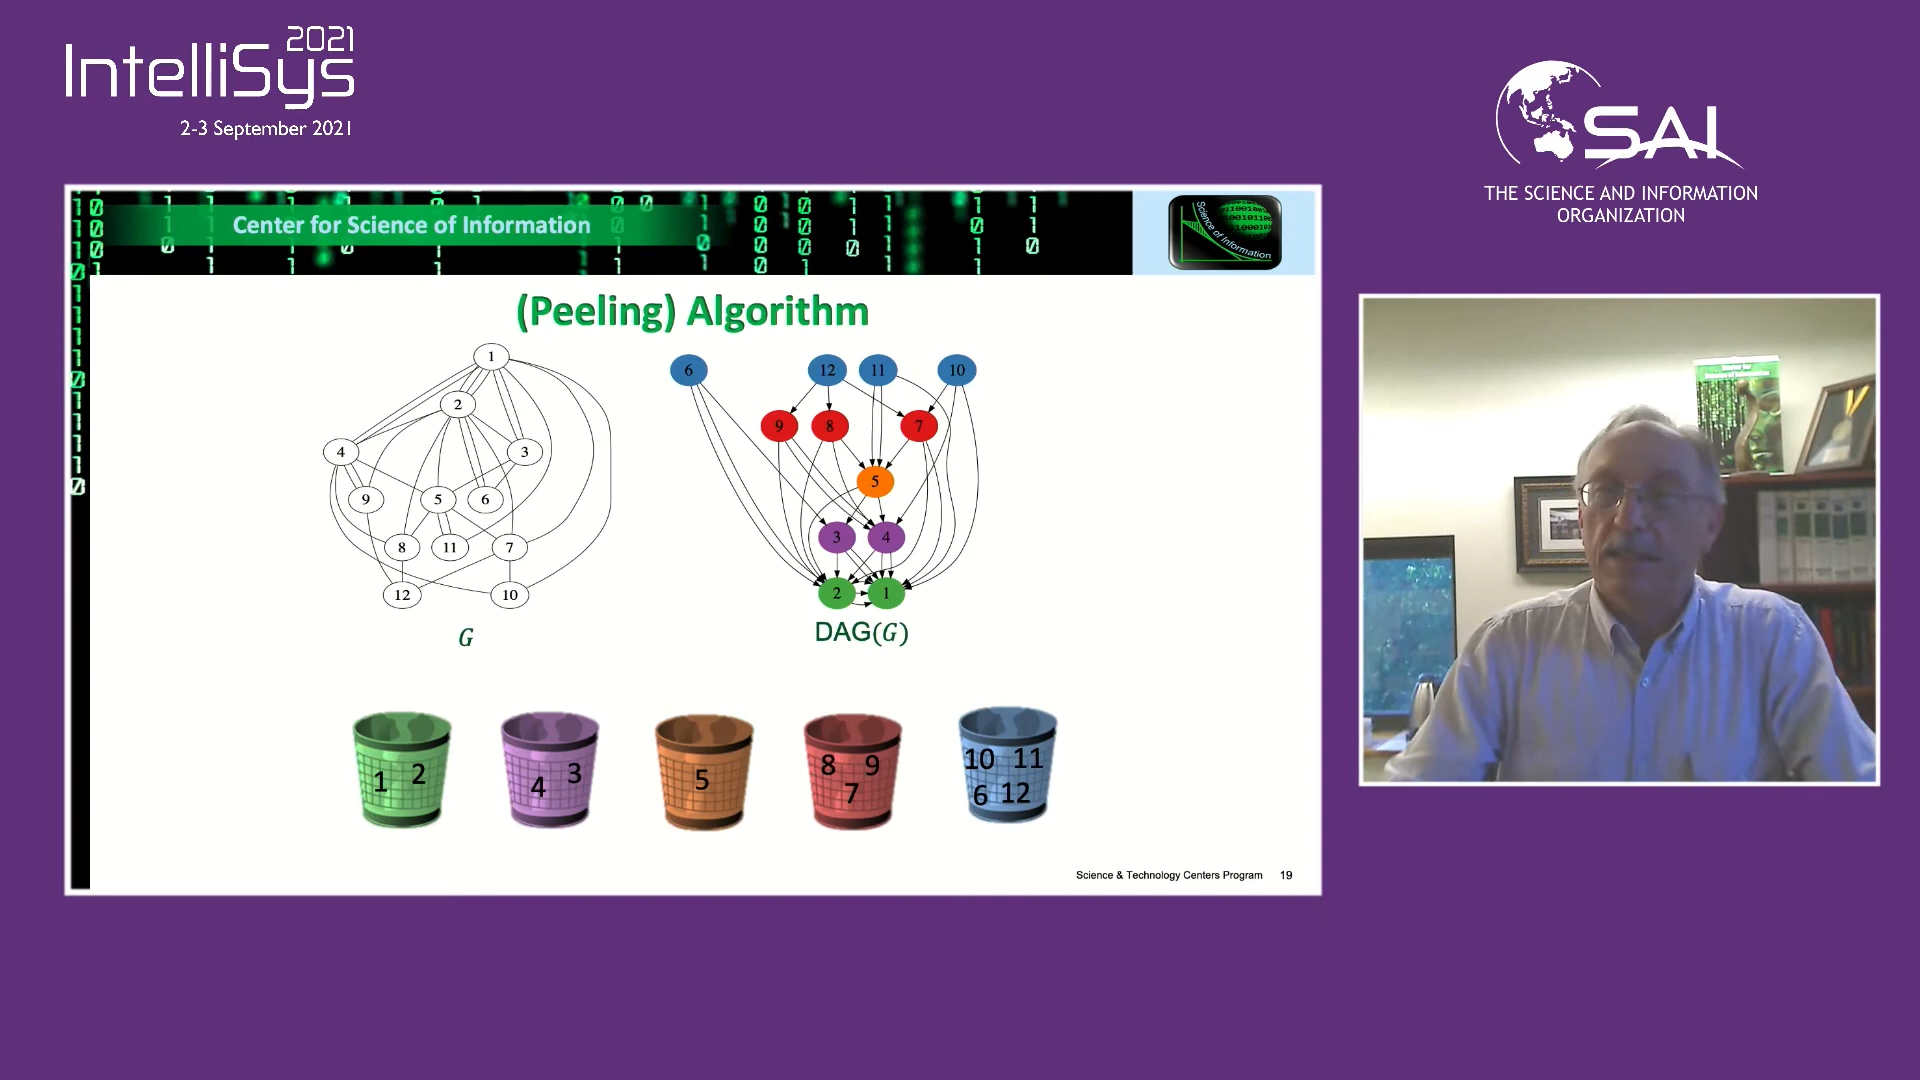 2021
IntelliSys
2-3 September 2021
SAI
THE SCIENCE AND INFORMATION
ORGANIZATION
Center for Science of Information
Science of Information
(Peeling) Algorithm
1
2
4
3
9
5
6
8
11
7
12
10
G
6
12
11
10
9
8
7
5
3
4
2
1
DAG(G)
1 2
4 3
5
8 9
7
10 11
6 12
Science & Technology Centers Program 19